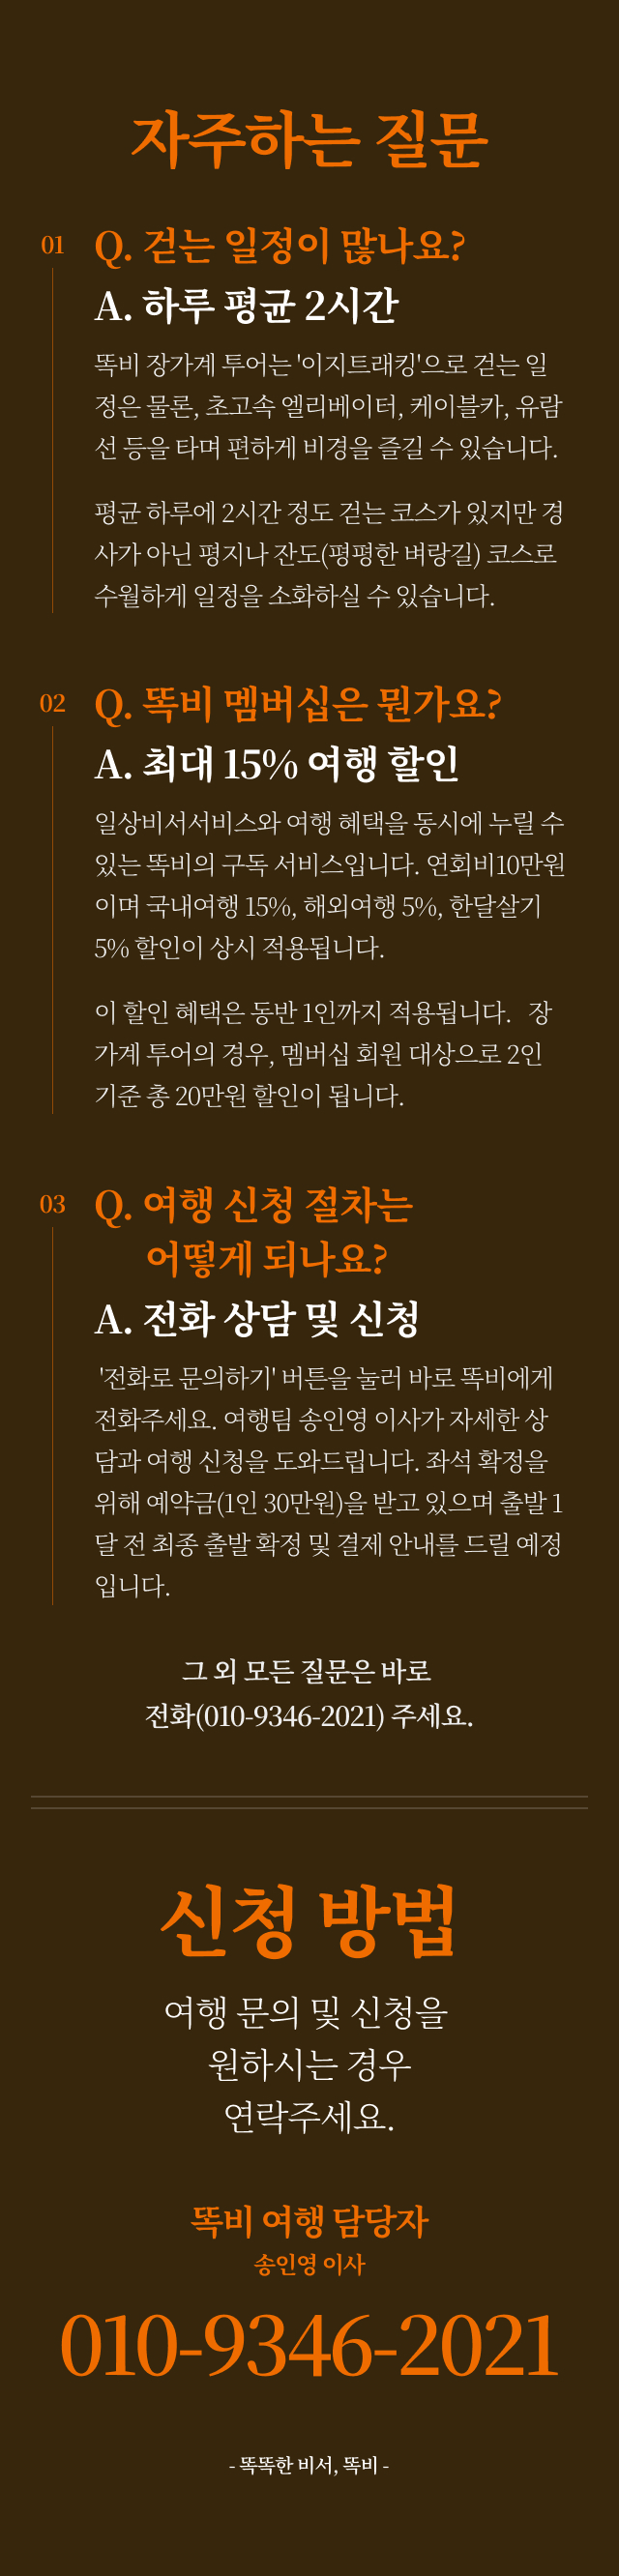 자주하는 질문
01
Q. 걷는 일정이 많나요?
A. 하루 평균 2시간
똑비 장가계 투어는 '이지트래킹'으로 걷는 일
정은 물론, 초고속 엘리베이터, 케이블카, 유람
선 등을 타며 편하게 비경을 즐길 수 있습니다.
평균 하루에 2시간 정도 걷는 코스가 있지만 경
사가 아닌 평지나 잔도(평평한 벼랑길) 코스로
수월하게 일정을 소화하실 수 있습니다.
02
Q. 똑비 멤버십은 뭔가요?
A. 최대 15% 여행 할인
일상비서서비스와 여행 혜택을 동시에 누릴 수
있는 똑비의 구독 서비스입니다. 연회비10만원
이며 국내여행 15%, 해외여행 5%, 한달살기
5% 할인이 상시 적용됩니다.
이 할인 혜택은 동반 1인까지 적용됩니다. 장
가계 투어의 경우, 멤버십 회원 대상으로 2인
기준 총 20만원 할인이 됩니다.
03
Q. 여행 신청 절차는
어떻게 되나요?
A. 전화 상담 및 신청
'전화로 문의하기' 버튼을 눌러 바로 똑비에게
전화주세요. 여행팀 송인영 이사가 자세한 상
담과 여행 신청을 도와드립니다. 좌석 확정을
위해 예약금(1인 30만원)을 받고 있으며 출발 1
달 전 최종 출발 확정 및 결제 안내를 드릴 예정
입니다.
그 외 모든 질문은 바로
전화(010-9346-2021) 주세요.
신청 방법
여행 문의 및 신청을
원하시는 경우
연락주세요.
똑비 여행 담당자
송인영 이사
010-9346-2021
- 똑똑한 비서, 똑비 -